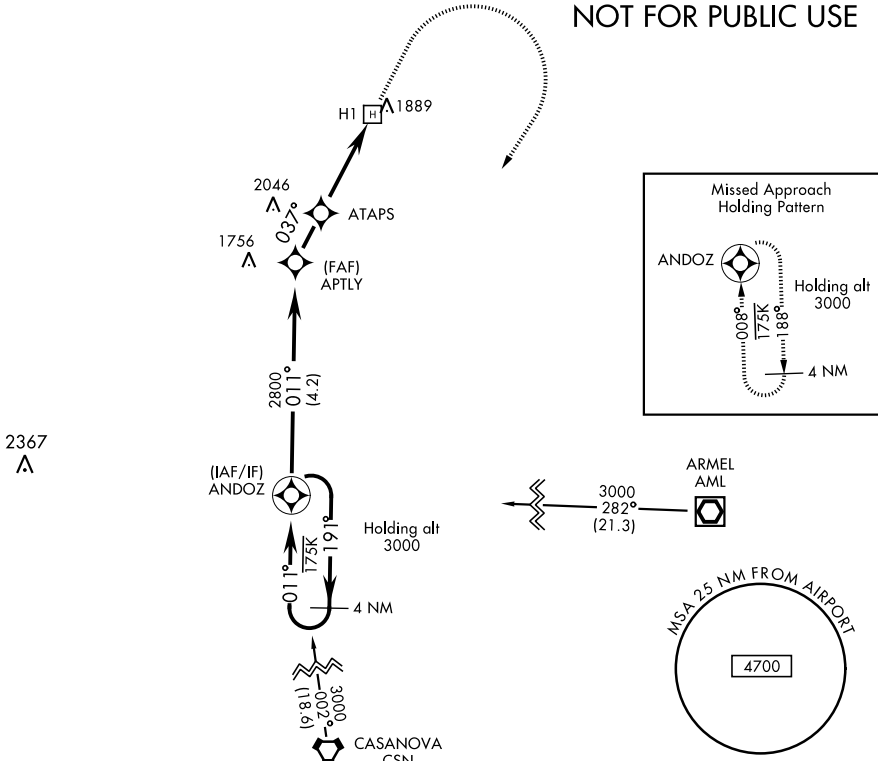 NOT FOR PUBLIC USE
H1
H
1889
2046
037°
ATAPS
1756
(FAF)
APTLY
Missed Approach
Holding Pattern
ANDOZ
Holding alt
3000
008°
175K
188°
4 NM
2800
011°
(4.2)
2367
(IAF/IF)
ANDOZ
Holding alt
3000
011°
175K
191°
4 NM
ARMEL
AML
3000
282°
(21.3)
MSA 25 NM FROM AIRPORT
4700
3000
002°
(18.6)
CASANOVA
CSN